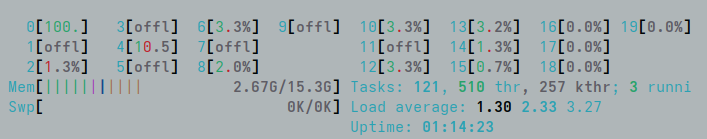 0[100.] 3[offl] 6[3.3%] 9[offl] 10[3.3%] 13[3.2%] 16[0.0%] 19[0.0%]
1[offl] 4[10.5] 7[offl] 11[offl] 14[1.3%] 17[0.0%]
2[1.3%] 5[offl] 8[2.0%] 12[3.3%] 15[0.7%] 18[0.0%]
Mem[||||||||||||| 2.67G/15.3G] Tasks: 121, 510 thr, 257 kthr; 3 runni
Swp[ 0K/0K] Load average: 1.30 2.33 3.27
Uptime: 01:14:23